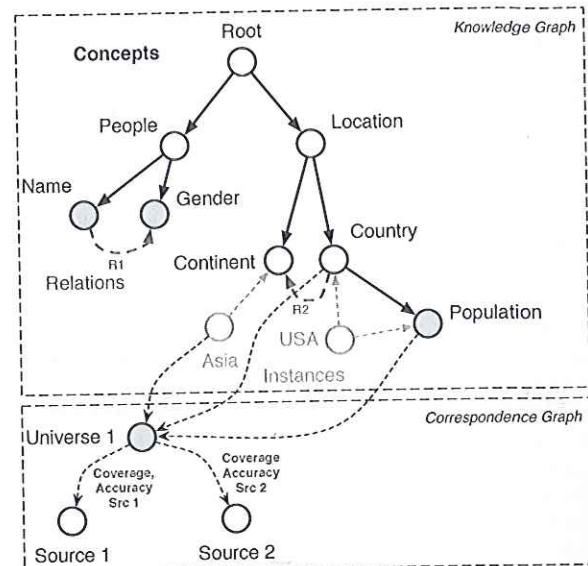 Root
Knowledge Graph
Concepts
People
Location
Name
Gender
Country
R1
Continent
Relations
R2
Population
USA
Asia
Instances
Correspondence Graph
Universe 1
Coverage,
Accuracy
Src 1
Coverage
Accuracy
Src 2
Source 1
Source 2